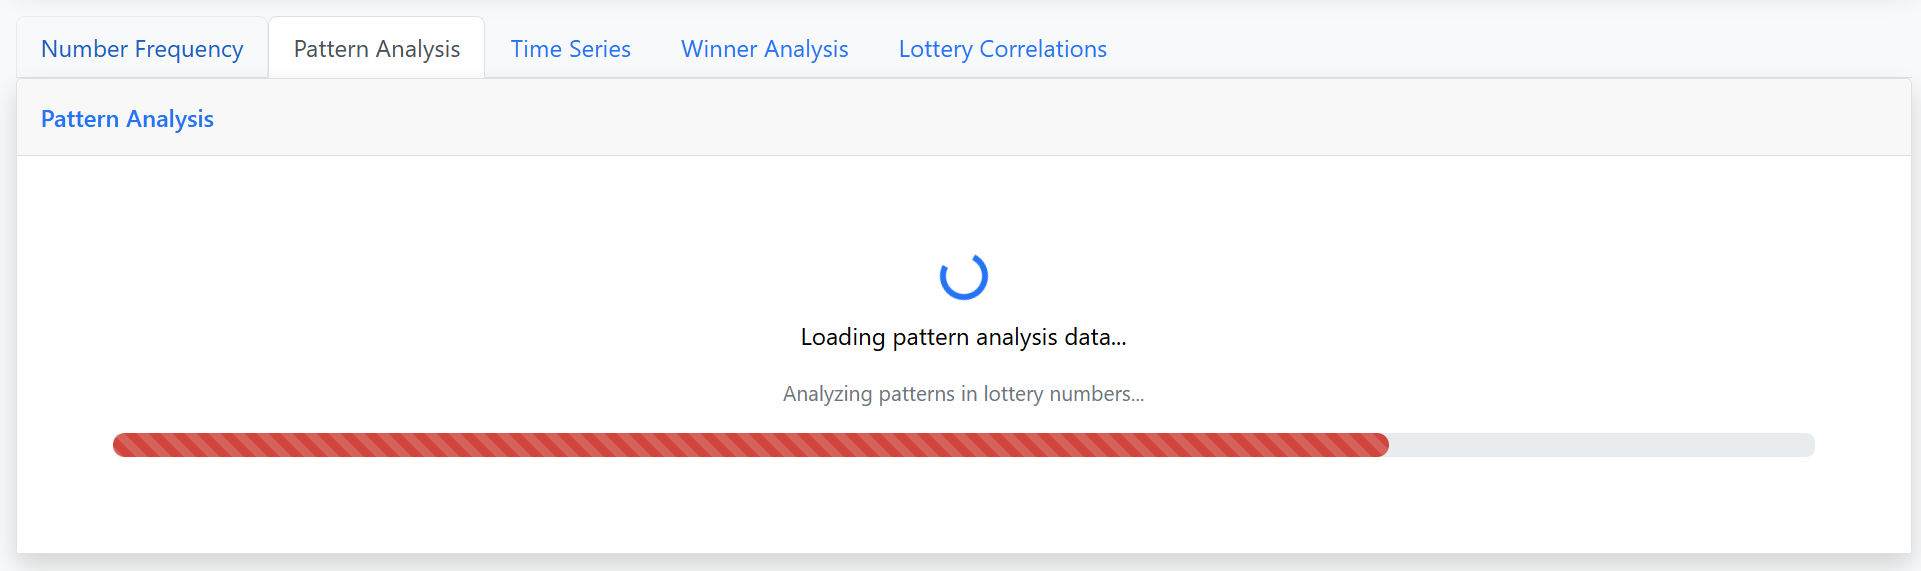 Number Frequency Pattern Analysis Time Series Winner Analysis Lottery Correlations
Pattern Analysis
Loading pattern analysis data...
Analyzing patterns in lottery numbers...